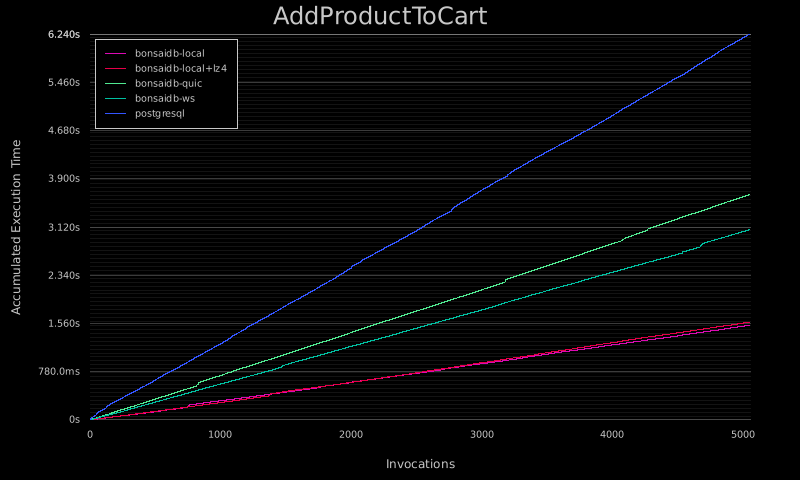 AddProductToCart
6.240s
bonsaidb-local
bonsaidb-local+lz4
bonsaidb-quic
bonsaidb-ws
postgresql
5.460s
4.680s
3.900s
3.120s
2.340s
1.560s
780.0ms
0s
Accumulated Execution Time
0 1000 2000 3000 4000 5000
Invocations